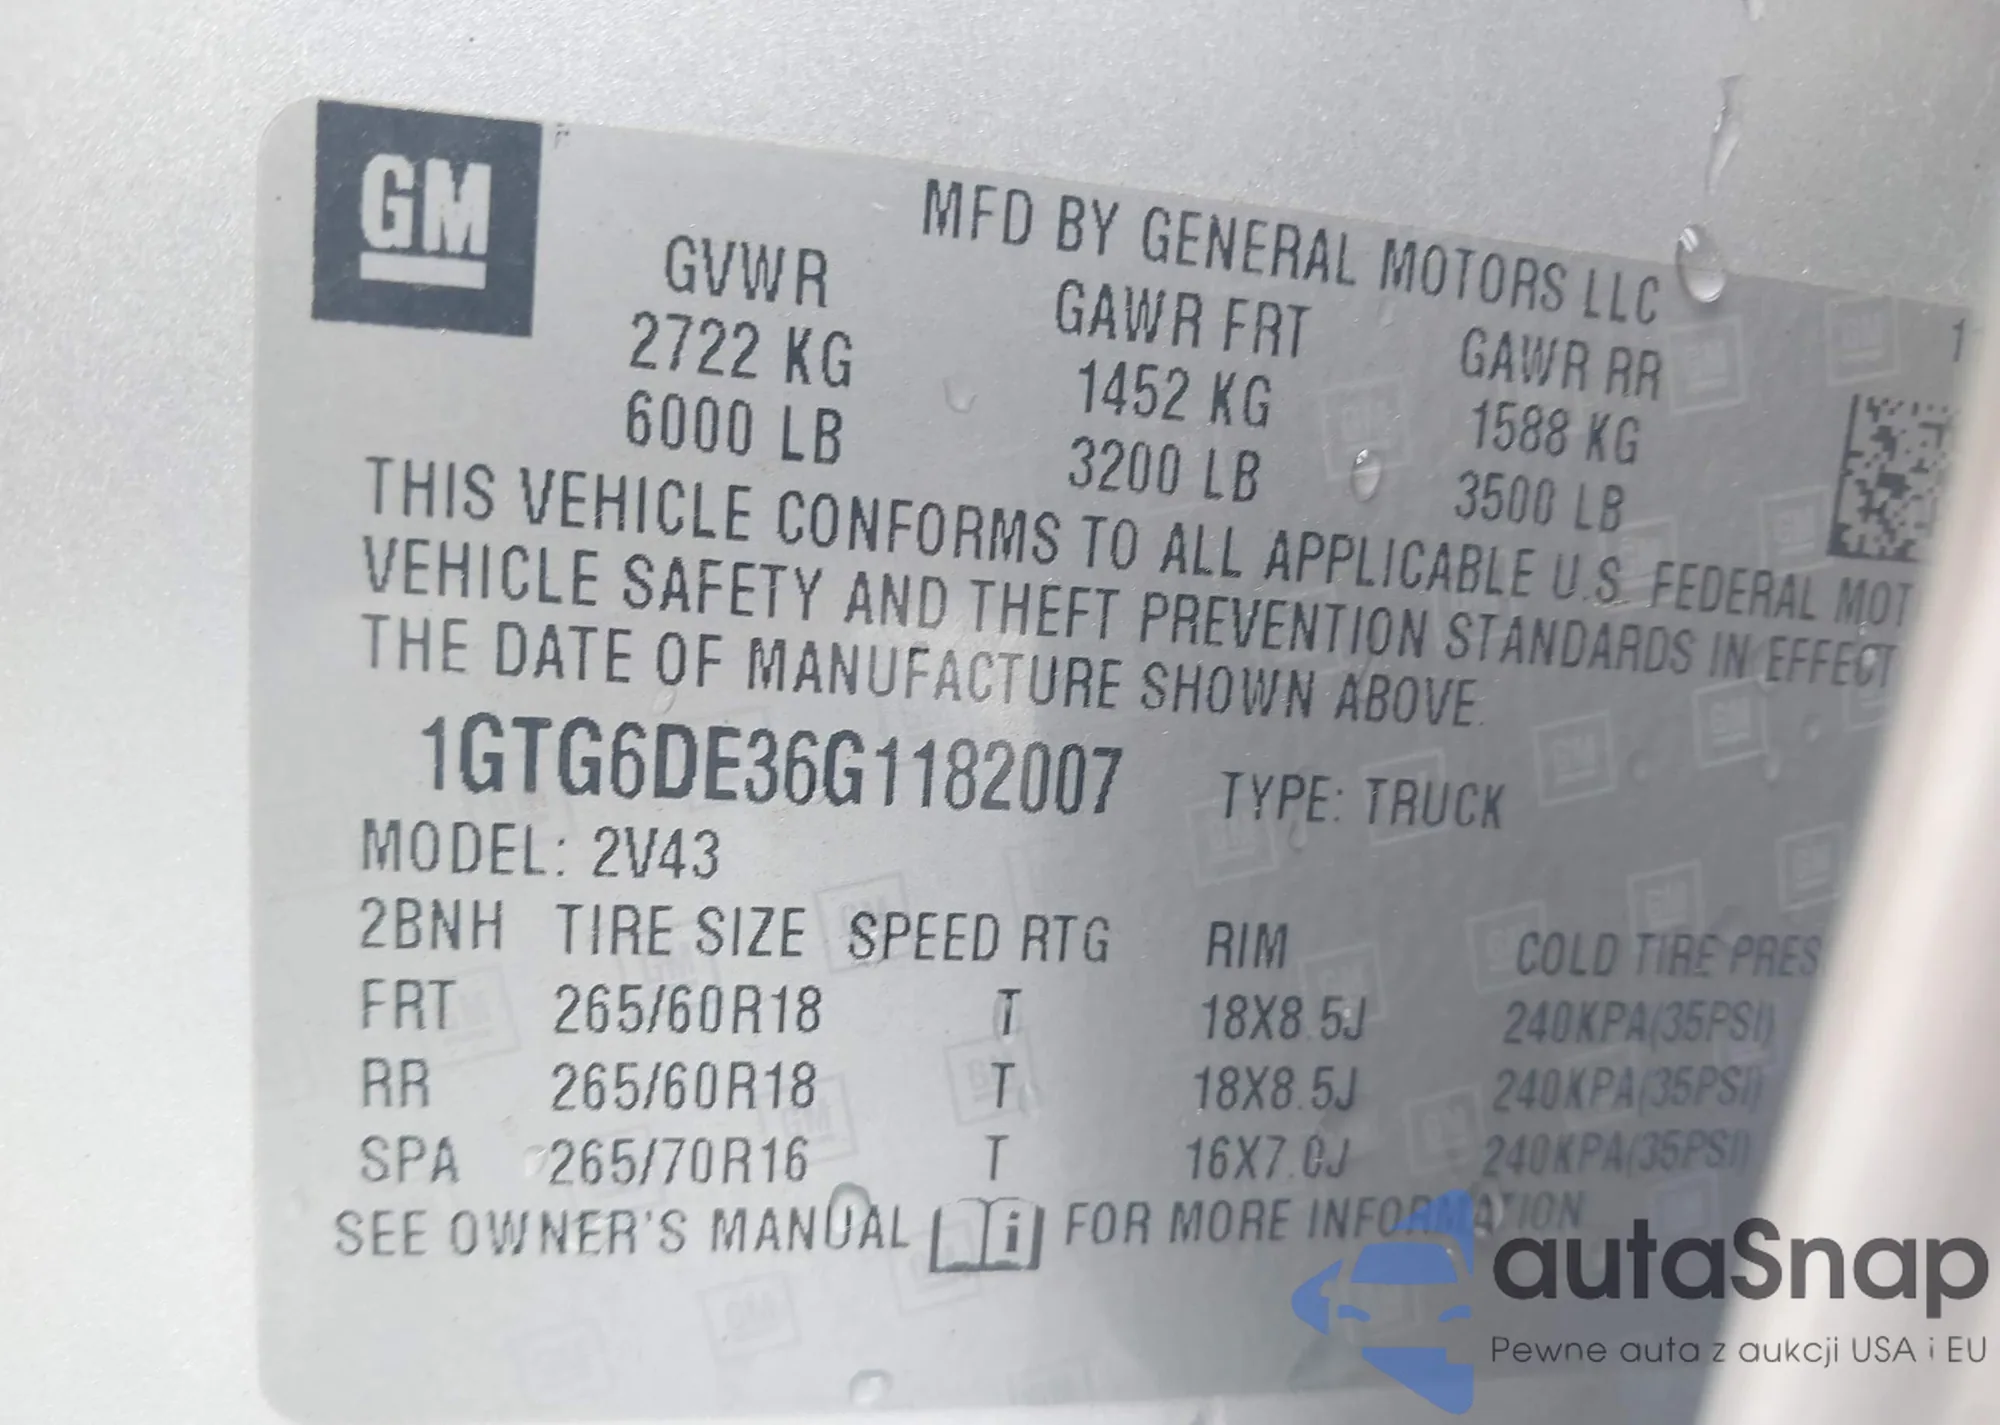 GM
MFD BY GENERAL MOTORS LLC
GVWR GAWR FRT GAWR RR
2722 KG 1452 KG 1588 KG
6000 LB 3200 LB 3500 LB
THIS VEHICLE CONFORMS TO ALL APPLICABLE U.S. FEDERAL MOT
VEHICLE SAFETY AND THEFT PREVENTION STANDARDS IN EFFECT
THE DATE OF MANUFACTURE SHOWN ABOVE.
1GTG6DE36G1182007 TYPE: TRUCK
MODEL: 2V43
2BNH TIRE SIZE SPEED RTG RIM COLD TIRE PRES
FRT 265/60R18 T 18X8.5J 240KPA(35PSI)
RR 265/60R18 T 18X8.5J 240KPA(35PSI)
SPA 265/70R16 T 16X7.0J 240KPA(35PSI)
SEE OWNER'S MANUAL i FOR MORE INFORMATION
autaSnap
Pewne auta z aukcji USA i EU